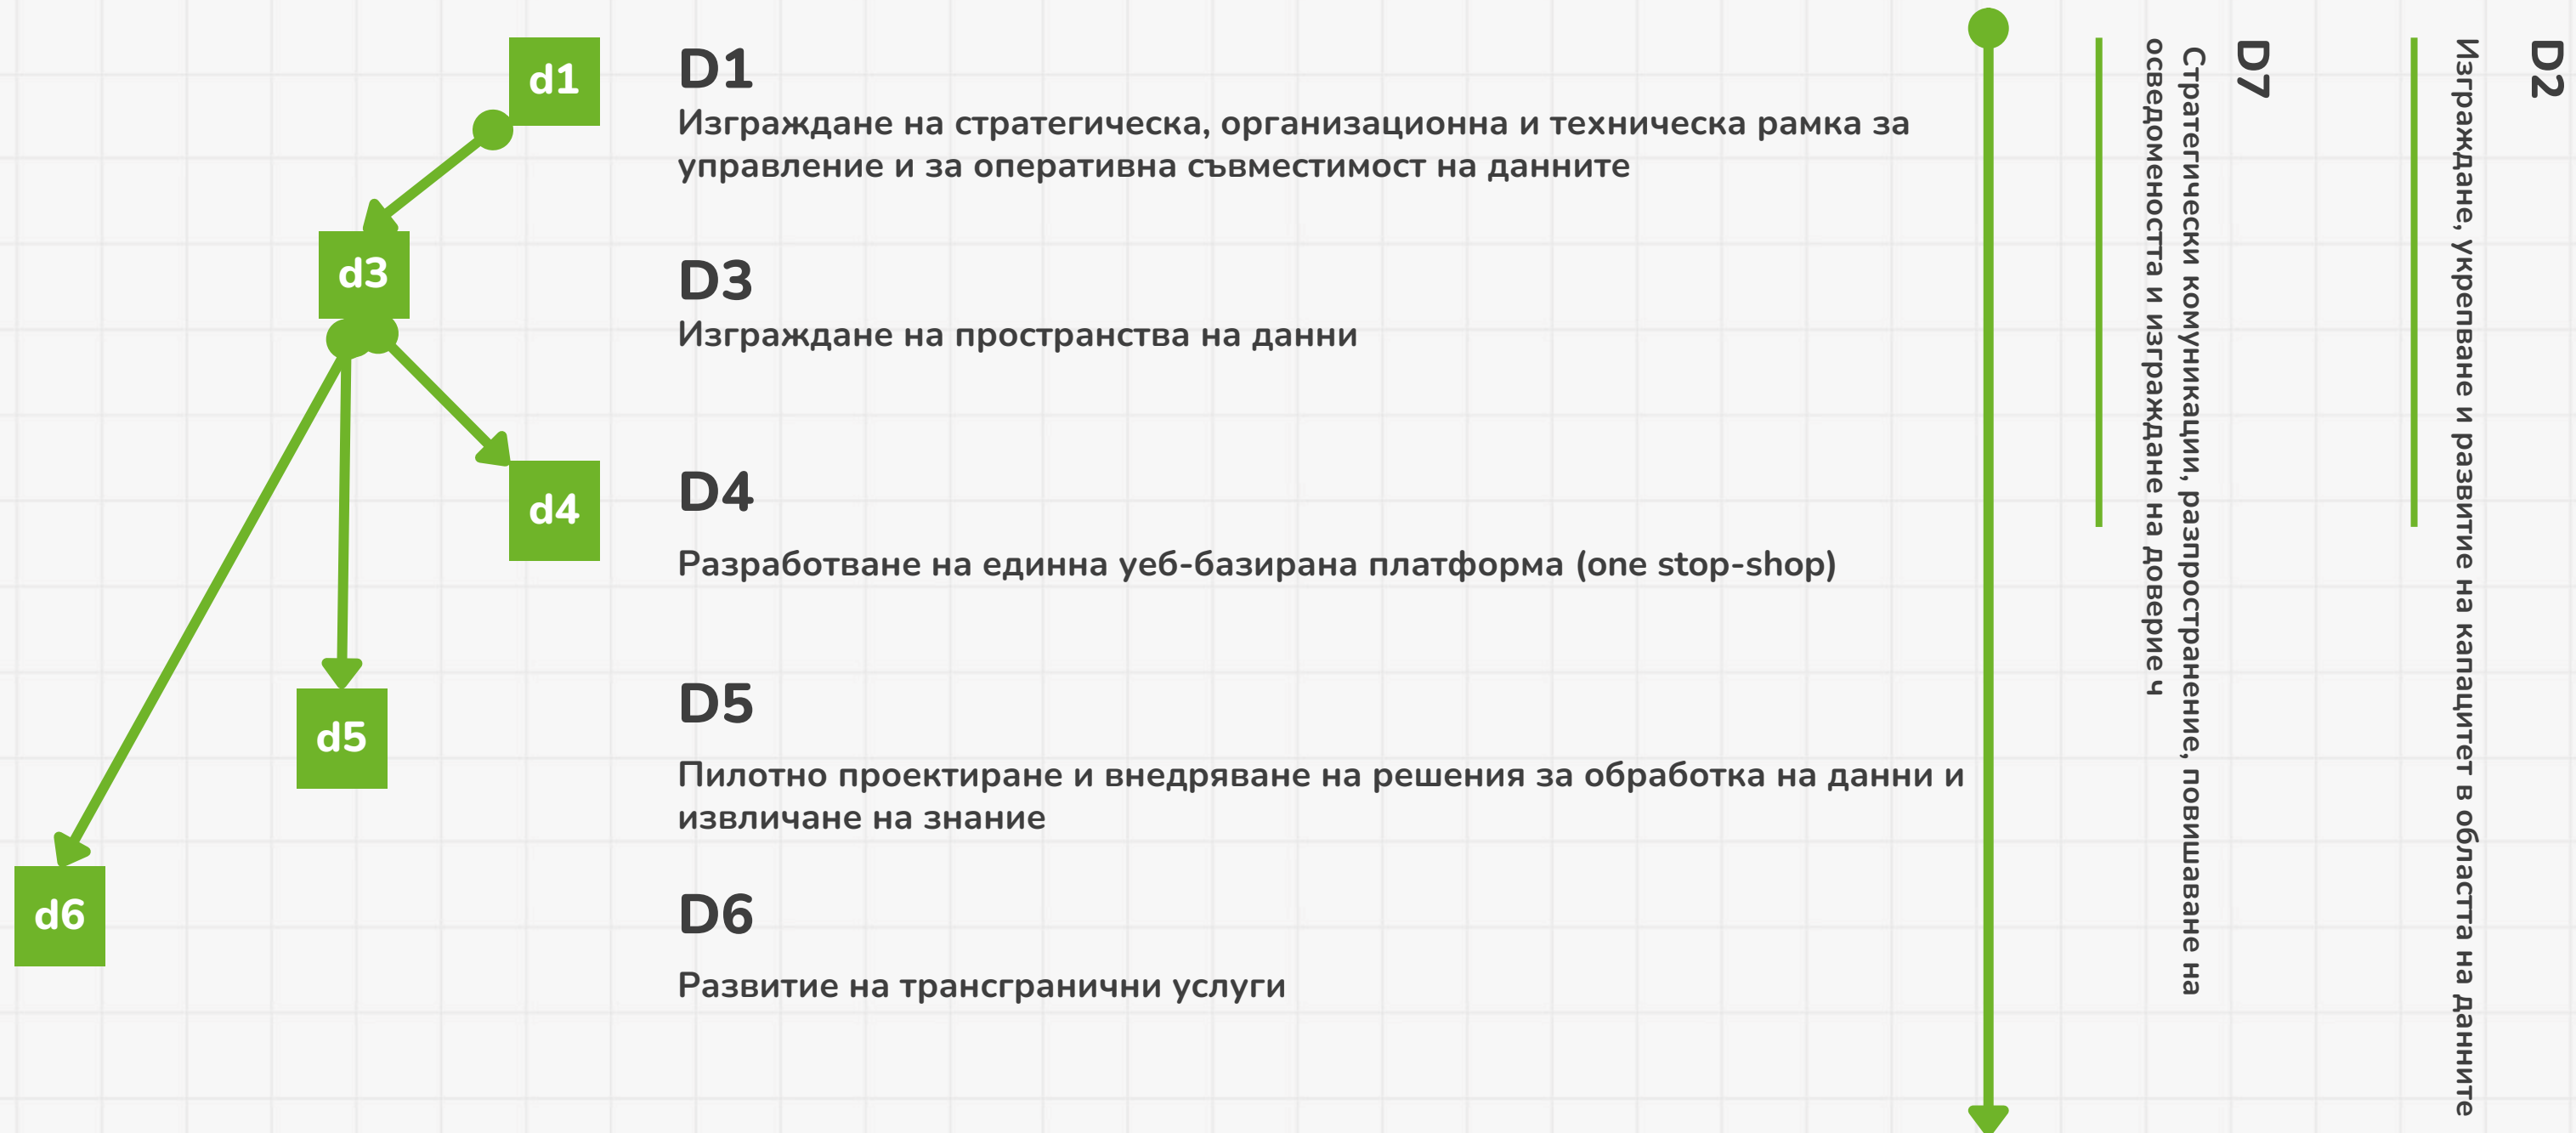 d1
d3
d4
d5
d6
D1
Изграждане на стратегическа, организационна и техническа рамка за
управление и за оперативна съвместимост на данните
D3
Изграждане на пространства на данни
D4
Разработване на единна уеб-базирана платформа (one stop-shop)
D5
Пилотно проектиране и внедряване на решения за обработка на данни и
извличане на знание
D6
Развитие на трансгранични услуги
D7
Стратегически комуникации, разпространение, повишаване на
осведомеността и изграждане на доверие ч
D2
Изграждане, укрепване и развитие на капацитет в областта на данните